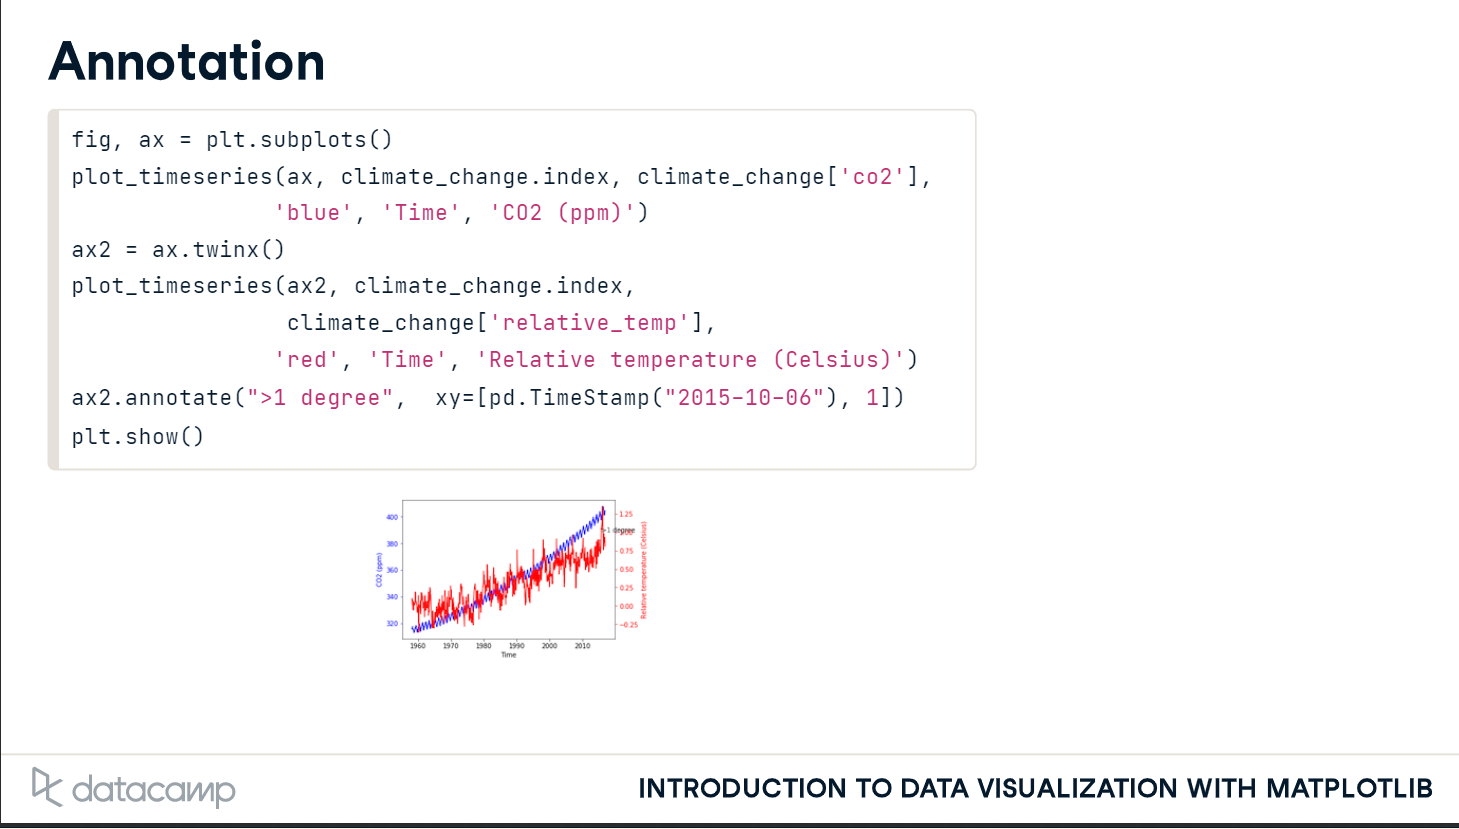 Annotation
fig, ax = plt.subplots()
plot_timeseries(ax, climate_change.index, climate_change['co2'],
'blue', 'Time', 'CO2 (ppm)')
ax2 = ax.twinx()
plot_timeseries(ax2, climate_change.index,
climate_change['relative_temp'],
'red', 'Time', 'Relative temperature (Celsius)')
ax2.annotate(">1 degree", xy=[pd.TimeStamp("2015-10-06"), 1])
plt.show()
400
380
360
340
320
CO2 (ppm)
1.25
>1 degree
0.75
0.50
0.25
0.00
−0.25
Relative temperature (Celsius)
1960 1970 1980 1990 2000 2010
Time
datacamp
INTRODUCTION TO DATA VISUALIZATION WITH MATPLOTLIB